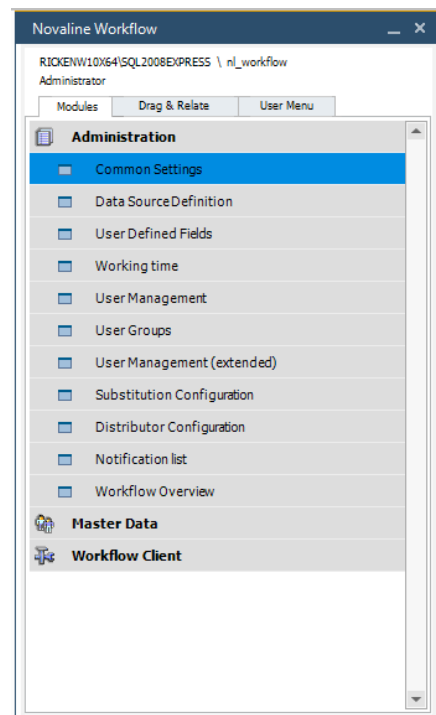 Novaline Workflow
RICKENW10X64\SQL2008EXPRESS \ nl_workflow
Administrator
Modules Drag & Relate User Menu
Administration
Common Settings
Data Source Definition
User Defined Fields
Working time
User Management
User Groups
User Management (extended)
Substitution Configuration
Distributor Configuration
Notification list
Workflow Overview
Master Data
Workflow Client